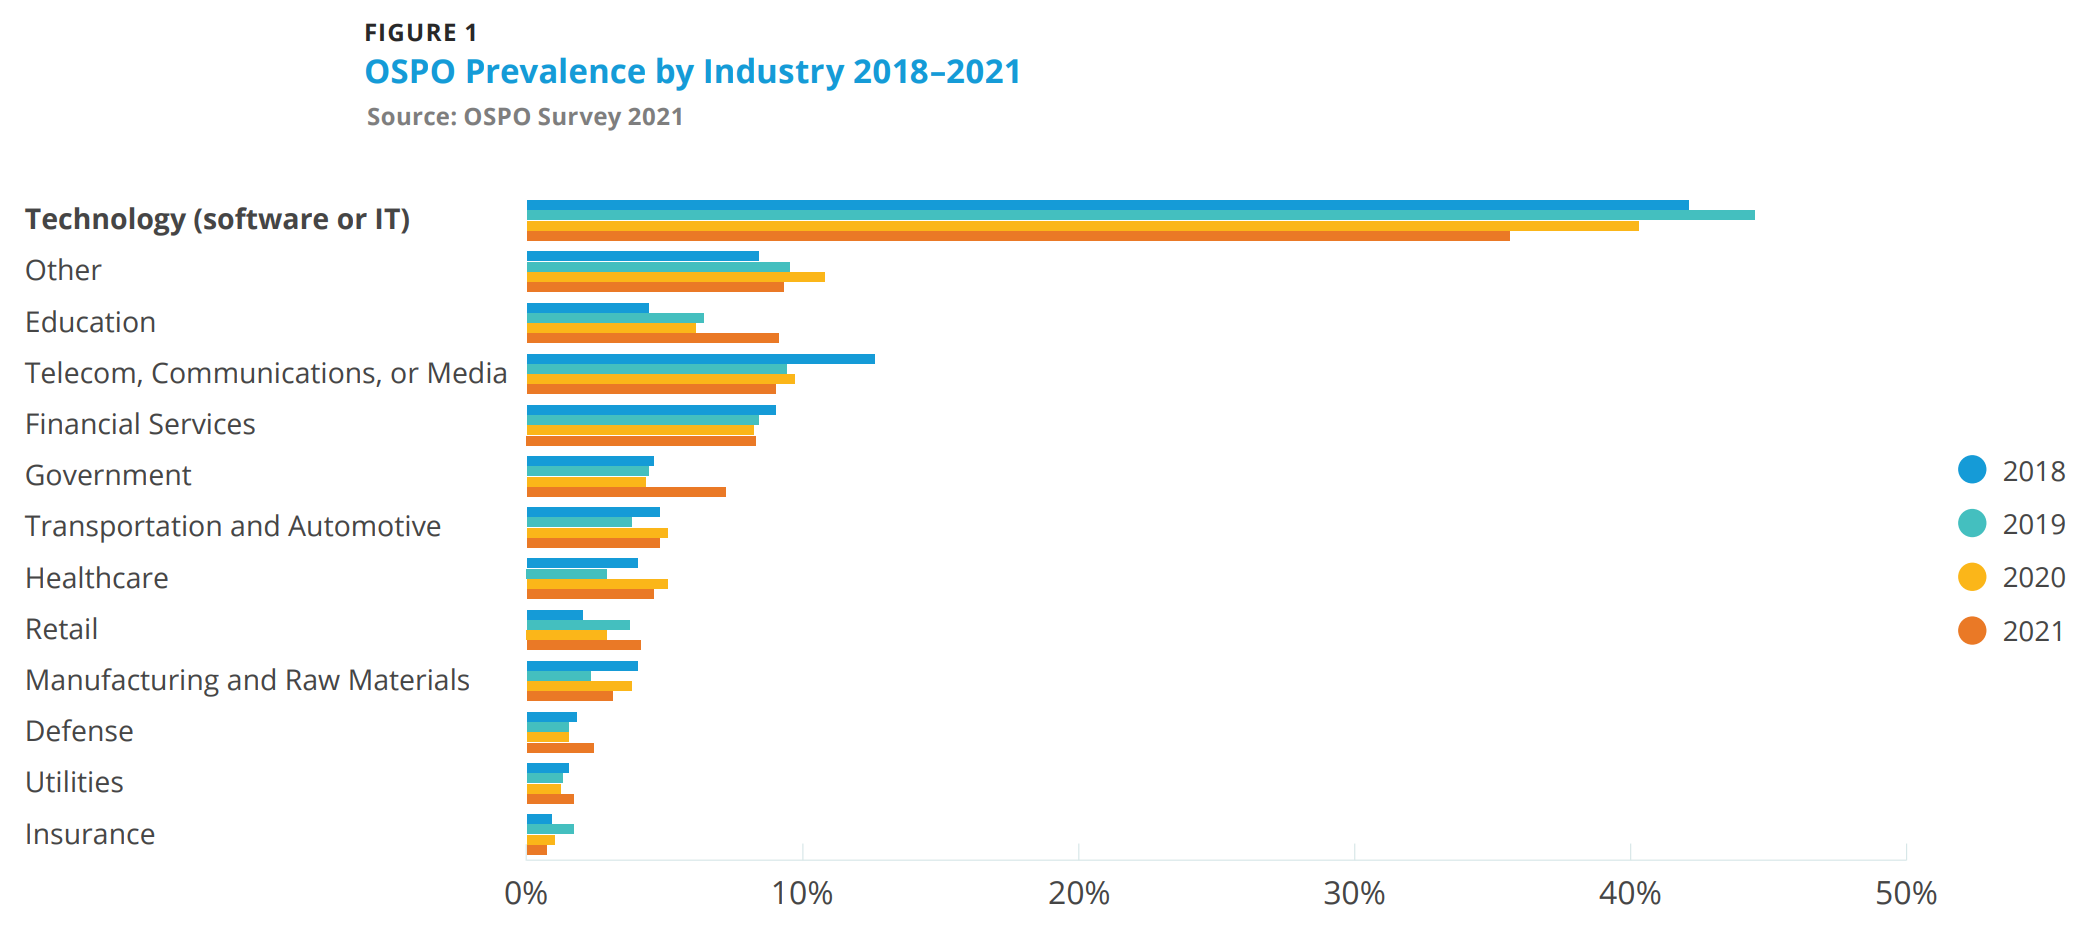 FIGURE 1
OSPO Prevalence by Industry 2018–2021
Source: OSPO Survey 2021
Technology (software or IT)
Other
Education
Telecom, Communications, or Media
Financial Services
Government
Transportation and Automotive
Healthcare
Retail
Manufacturing and Raw Materials
Defense
Utilities
Insurance
0% 10% 20% 30% 40% 50%
2018
2019
2020
2021